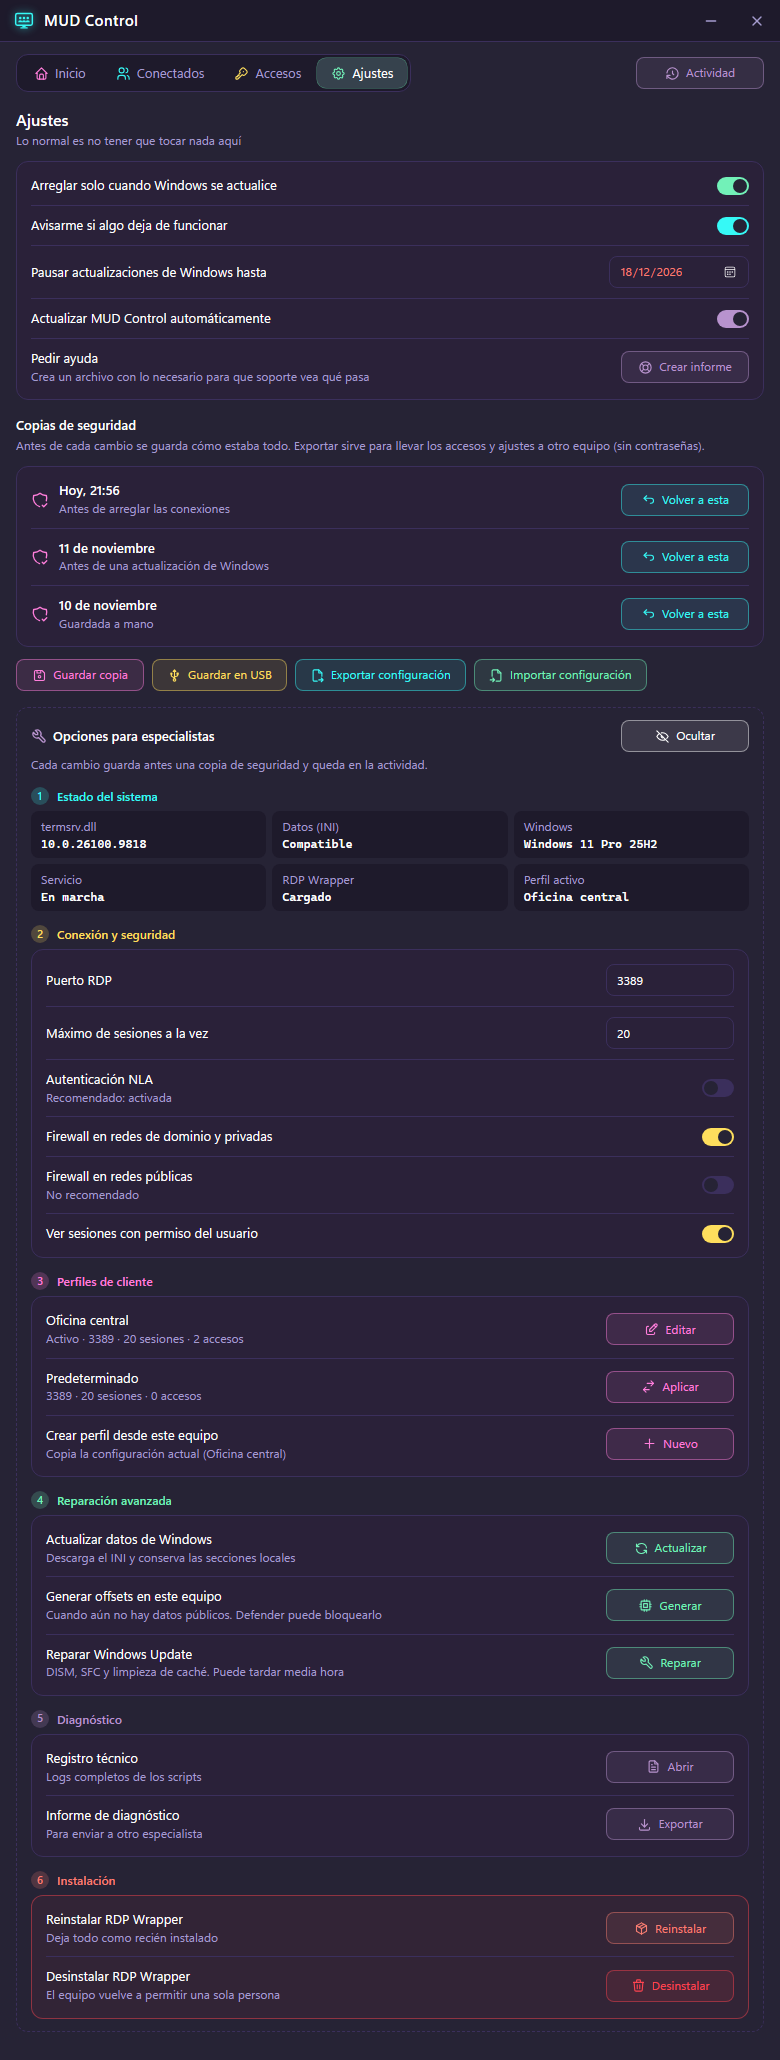 MUD Control
Inicio
Conectados
Accesos
Ajustes
Actividad
Ajustes
Lo normal es no tener que tocar nada aquí
Arreglar solo cuando Windows se actualice
Avisarme si algo deja de funcionar
Pausar actualizaciones de Windows hasta
18/12/2026
Actualizar MUD Control automáticamente
Pedir ayuda
Crea un archivo con lo necesario para que soporte vea qué pasa
Crear informe
Copias de seguridad
Antes de cada cambio se guarda cómo estaba todo. Exportar sirve para llevar los accesos y ajustes a otro equipo (sin contraseñas).
Hoy, 21:56
Antes de arreglar las conexiones
Volver a esta
11 de noviembre
Antes de una actualización de Windows
Volver a esta
10 de noviembre
Guardada a mano
Volver a esta
Guardar copia
Guardar en USB
Exportar configuración
Importar configuración
Opciones para especialistas
Ocultar
Cada cambio guarda antes una copia de seguridad y queda en la actividad.
1 Estado del sistema
termsrv.dll
10.0.26100.9818
Datos (INI)
Compatible
Windows
Windows 11 Pro 25H2
Servicio
En marcha
RDP Wrapper
Cargado
Perfil activo
Oficina central
2 Conexión y seguridad
Puerto RDP
3389
Máximo de sesiones a la vez
20
Autenticación NLA
Recomendado: activada
Firewall en redes de dominio y privadas
Firewall en redes públicas
No recomendado
Ver sesiones con permiso del usuario
3 Perfiles de cliente
Oficina central
Activo · 3389 · 20 sesiones · 2 accesos
Editar
Predeterminado
3389 · 20 sesiones · 0 accesos
Aplicar
Crear perfil desde este equipo
Copia la configuración actual (Oficina central)
Nuevo
4 Reparación avanzada
Actualizar datos de Windows
Descarga el INI y conserva las secciones locales
Actualizar
Generar offsets en este equipo
Cuando aún no hay datos públicos. Defender puede bloquearlo
Generar
Reparar Windows Update
DISM, SFC y limpieza de caché. Puede tardar media hora
Reparar
5 Diagnóstico
Registro técnico
Logs completos de los scripts
Abrir
Informe de diagnóstico
Para enviar a otro especialista
Exportar
6 Instalación
Reinstalar RDP Wrapper
Deja todo como recién instalado
Reinstalar
Desinstalar RDP Wrapper
El equipo vuelve a permitir una sola persona
Desinstalar